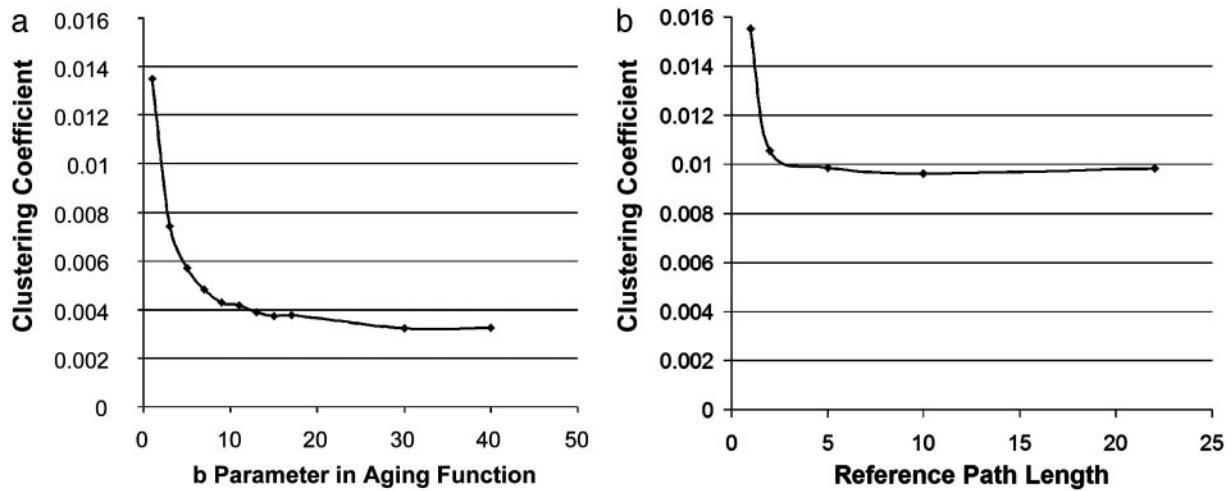 a
Clustering Coefficient
0.016
0.014
0.012
0.01
0.008
0.006
0.004
0.002
0
0 10 20 30 40 50
b Parameter in Aging Function
b
Clustering Coefficient
0.016
0.014
0.012
0.01
0.008
0.006
0.004
0.002
0
0 5 10 15 20 25
Reference Path Length